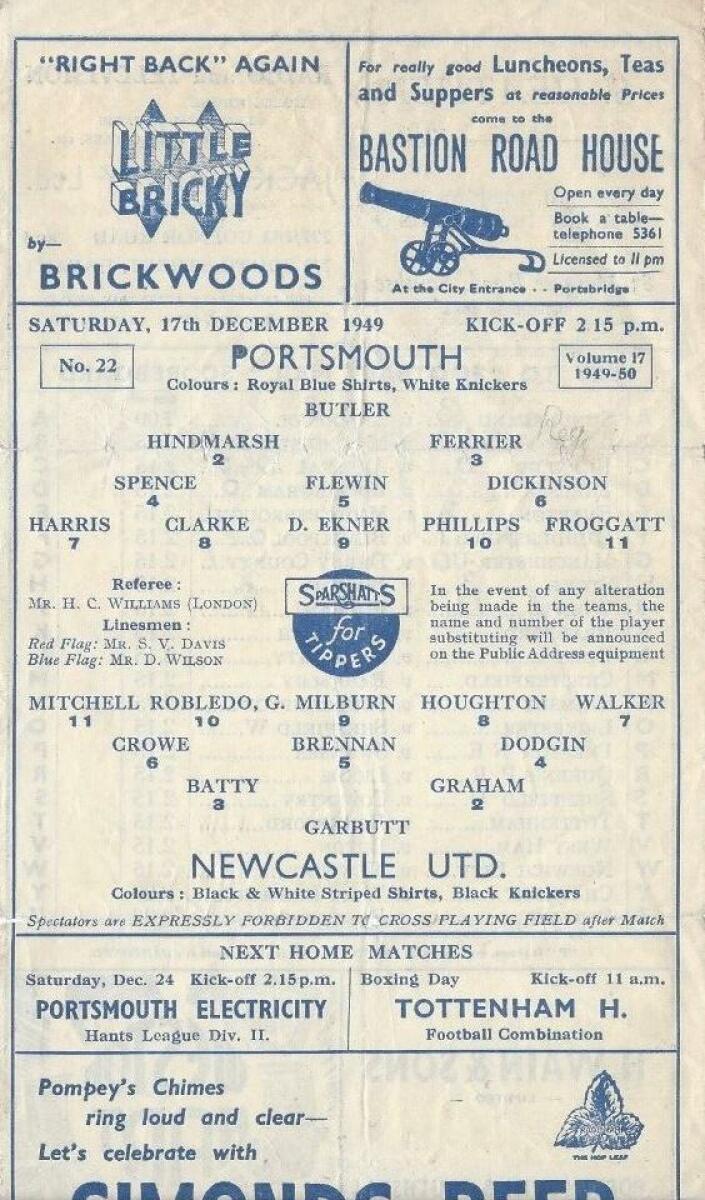 "RIGHT BACK" AGAIN
LITTLE
BRICKY
by—
BRICKWOODS
For really good Luncheons, Teas
and Suppers at reasonable Prices
come to the
BASTION ROAD HOUSE
Open every day
Book a table—
telephone 5361
Licensed to 11 pm
At the City Entrance - - Portsbridge
SATURDAY, 17th DECEMBER 1949 KICK-OFF 2 15 p.m.
No. 22
PORTSMOUTH
Volume 17
1949-50
Colours: Royal Blue Shirts, White Knickers
BUTLER
HINDMARSH FERRIER
2 3
SPENCE FLEWIN DICKINSON
4 5 6
HARRIS CLARKE D. EKNER PHILLIPS FROGGATT
7 8 9 10 11
Referee:
MR. H. C. WILLIAMS (LONDON)
Linesmen:
Red Flag: MR. S. V. DAVIS
Blue Flag: MR. D. WILSON
SPARSHATTS
for
TIPPERS
In the event of any alteration
being made in the teams, the
name and number of the player
substituting will be announced
on the Public Address equipment
MITCHELL ROBLEDO, G. MILBURN HOUGHTON WALKER
11 10 9 8 7
CROWE BRENNAN DODGIN
6 5 4
BATTY GRAHAM
3 2
GARBUTT
NEWCASTLE UTD.
Colours: Black & White Striped Shirts, Black Knickers
Spectators are EXPRESSLY FORBIDDEN TO CROSS PLAYING FIELD after Match
NEXT HOME MATCHES
Saturday, Dec. 24 Kick-off 2.15 p.m.
PORTSMOUTH ELECTRICITY
Hants League Div. II.
Boxing Day Kick-off 11 a.m.
TOTTENHAM H.
Football Combination
Pompey's Chimes
ring loud and clear—
Let's celebrate with
THE HOP LEAF
SIMONDS BEER